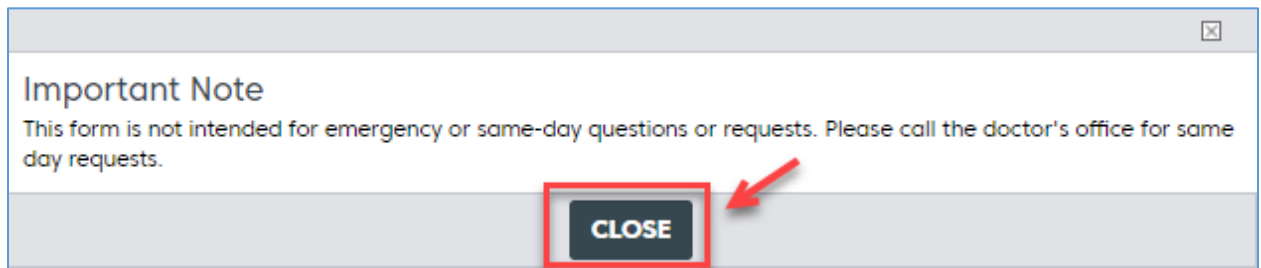 Important Note
This form is not intended for emergency or same-day questions or requests. Please call the doctor's office for same
day requests.
CLOSE